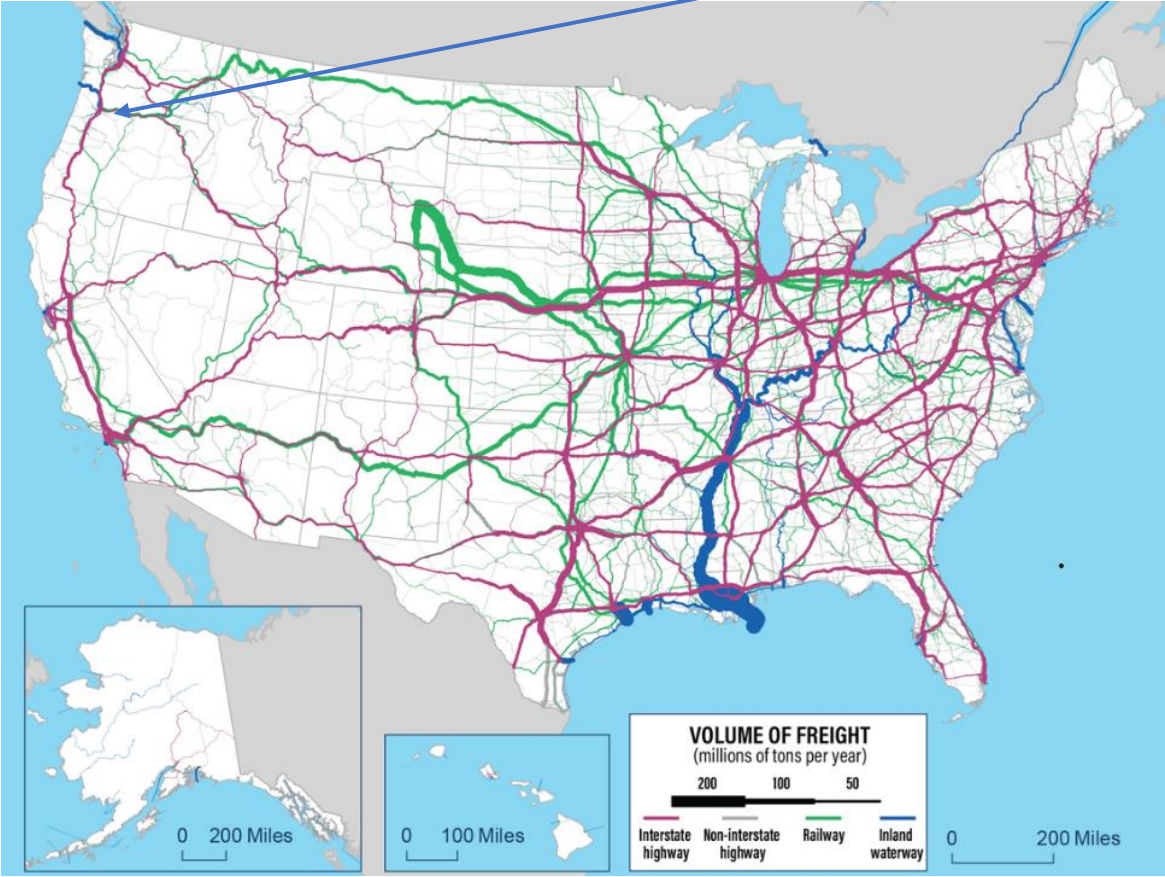 0 200 Miles
0 100 Miles
VOLUME OF FREIGHT
(millions of tons per year)
200 100 50
Interstate highway
Non-interstate highway
Railway
Inland waterway
0 200 Miles